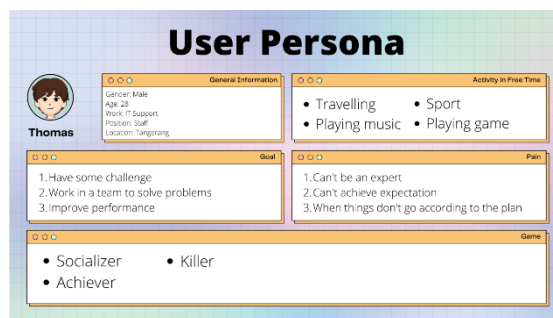 User Persona
Thomas
General Information
Gender: Male
Age: 28
Work: IT Support
Position: Staff
Location: Tangerang
Activity in Free Time
• Travelling
• Playing music
• Sport
• Playing game
Goal
1. Have some challenge
2. Work in a team to solve problems
3. Improve performance
Pain
1. Can't be an expert
2. Can't achieve expectation
3. When things don't go according to the plan
Game
• Socializer
• Achiever
• Killer